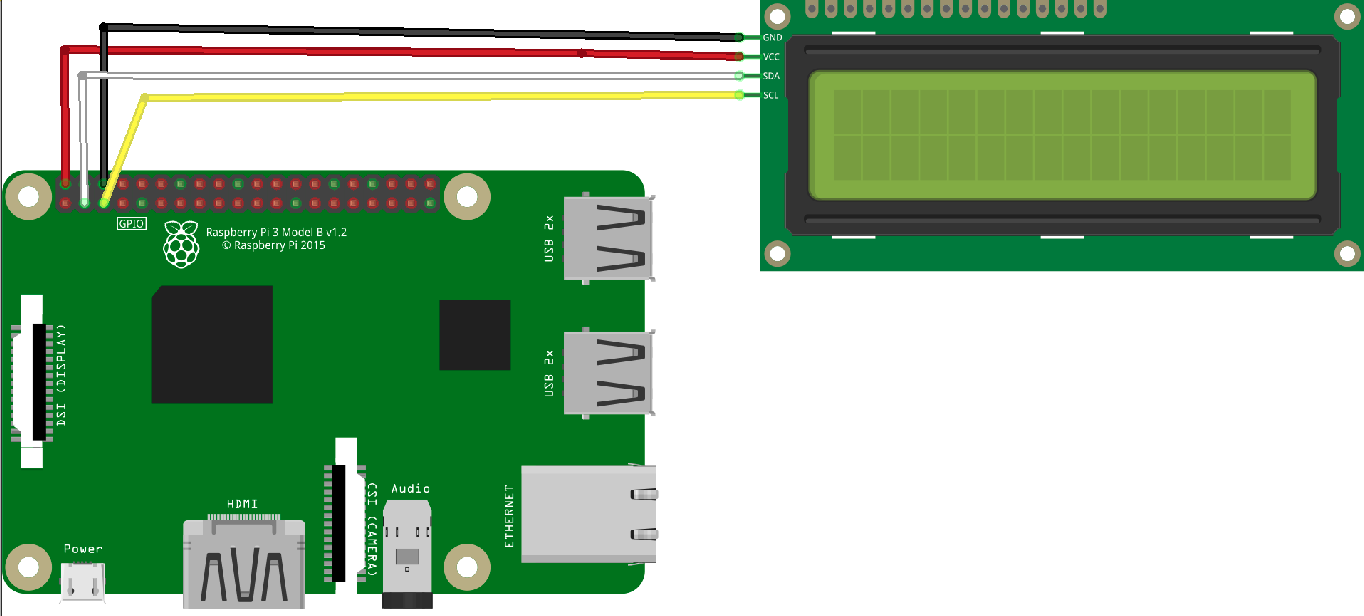 GND
VCC
SDA
SCL
GPIO
Raspberry Pi 3 Model B v1.2
© Raspberry Pi 2015
USB 2x
USB 2x
DSI (DISPLAY)
CSI (CAMERA)
Audio
ETHERNET
HDMI
Power